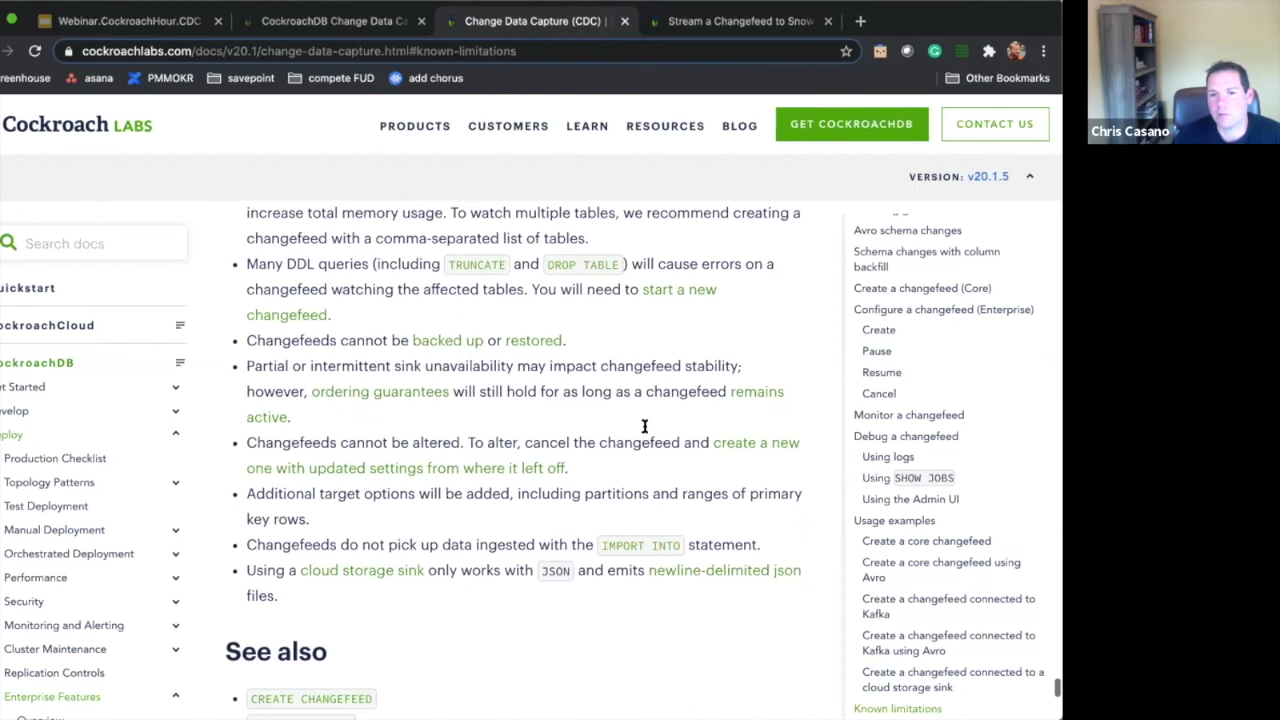 Webinar.CockroachHour.CDC
CockroachDB Change Data Ca
Change Data Capture (CDC) |
Stream a Changefeed to Snow
cockroachlabs.com/docs/v20.1/change-data-capture.html#known-limitations
reenhouse
asana
PMMOKR
savepoint
compete FUD
add chorus
Other Bookmarks
Cockroach LABS
PRODUCTS
CUSTOMERS
LEARN
RESOURCES
BLOG
GET COCKROACHDB
CONTACT US
Chris Casano
VERSION: v20.1.5
Search docs
uickstart
ockroachCloud
ockroachDB
et Started
evelop
eploy
Production Checklist
Topology Patterns
Test Deployment
Manual Deployment
Orchestrated Deployment
Performance
Security
Monitoring and Alerting
Cluster Maintenance
Replication Controls
Enterprise Features
increase total memory usage. To watch multiple tables, we recommend creating a
changefeed with a comma-separated list of tables.
Many DDL queries (including TRUNCATE and DROP TABLE) will cause errors on a
changefeed watching the affected tables. You will need to start a new
changefeed.
Changefeeds cannot be backed up or restored.
Partial or intermittent sink unavailability may impact changefeed stability;
however, ordering guarantees will still hold for as long as a changefeed remains
active.
Changefeeds cannot be altered. To alter, cancel the changefeed and create a new
one with updated settings from where it left off.
Additional target options will be added, including partitions and ranges of primary
key rows.
Changefeeds do not pick up data ingested with the IMPORT INTO statement.
Using a cloud storage sink only works with JSON and emits newline-delimited json
files.
See also
CREATE CHANGEFEED
Avro schema changes
Schema changes with column
backfill
Create a changefeed (Core)
Configure a changefeed (Enterprise)
Create
Pause
Resume
Cancel
Monitor a changefeed
Debug a changefeed
Using logs
Using SHOW JOBS
Using the Admin UI
Usage examples
Create a core changefeed
Create a core changefeed using
Avro
Create a changefeed connected to
Kafka
Create a changefeed connected to
Kafka using Avro
Create a changefeed connected to a
cloud storage sink
Known limitations